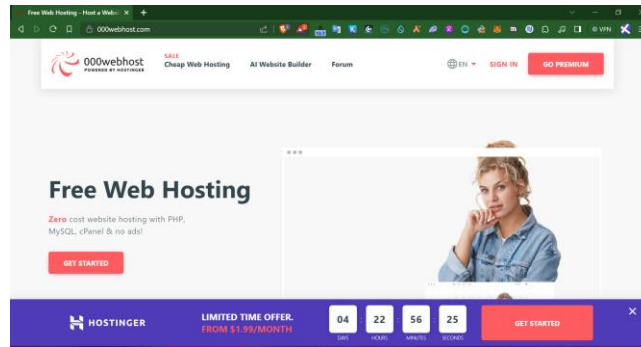 Free Web Hosting - Host a Webs
000webhost.com
VPN
000webhost
POWERED BY HOSTINGER
SALE
Cheap Web Hosting
AI Website Builder
Forum
EN
SIGN IN
GO PREMIUM
Free Web Hosting
Zero cost website hosting with PHP,
MySQL, cPanel & no ads!
GET STARTED
HOSTINGER
LIMITED TIME OFFER.
FROM $1.99/MONTH
04
DAYS
22
HOURS
56
MINUTES
25
SECONDS
GET STARTED